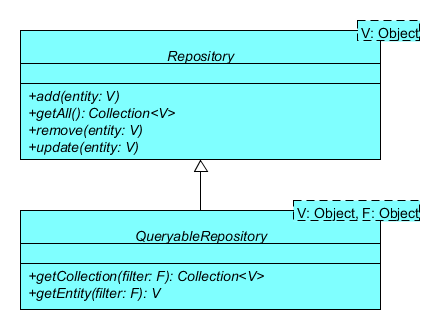 V: Object
Repository
+add(entity: V)
+getAll(): Collection<V>
+remove(entity: V)
+update(entity: V)
V: Object, F: Object
QueryableRepository
+getCollection(filter: F): Collection<V>
+getEntity(filter: F): V